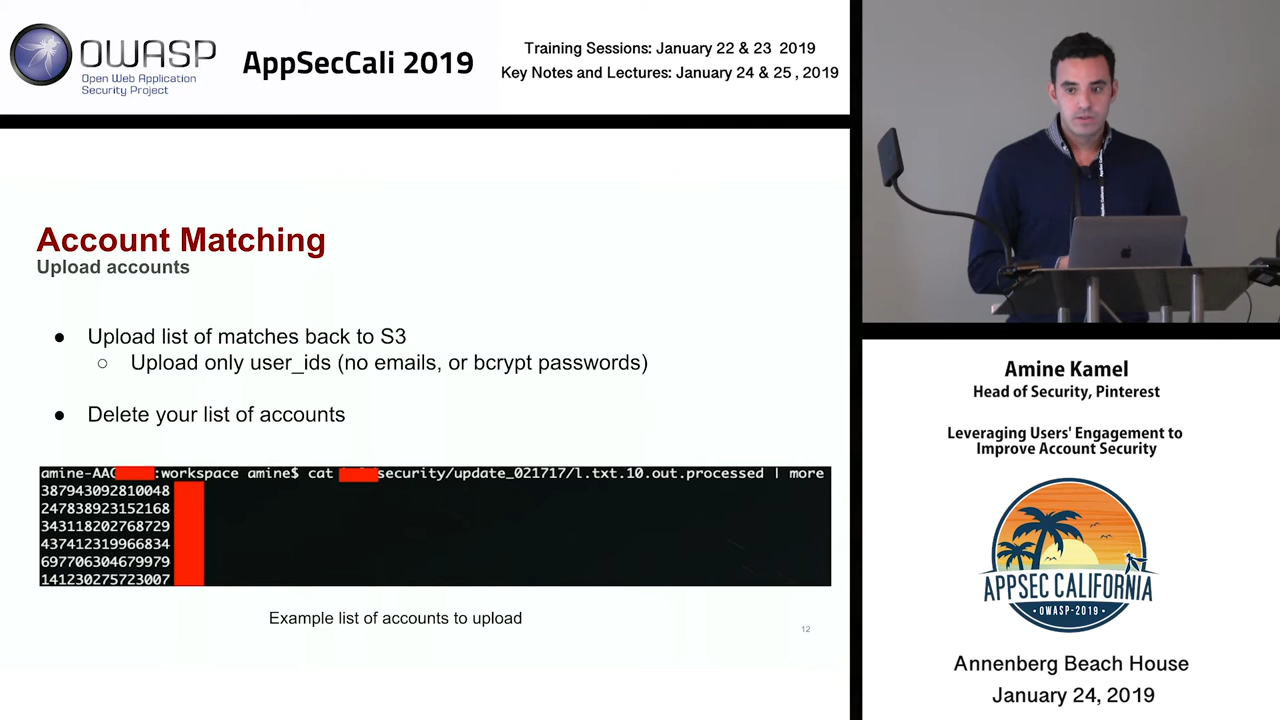 OWASP
Open Web Application
Security Project
AppSecCali 2019
Training Sessions: January 22 & 23 2019
Key Notes and Lectures: January 24 & 25 , 2019
Account Matching
Upload accounts
● Upload list of matches back to S3
○ Upload only user_ids (no emails, or bcrypt passwords)
● Delete your list of accounts
amine-AAC :workspace amine$ cat security/update_021717/l.txt.10.out.processed | more
387943092810048
247838923152168
343118202768729
437412319966834
697706304679979
141230275723007
Example list of accounts to upload
12
Amine Kamel
Head of Security, Pinterest
Leveraging Users' Engagement to
Improve Account Security
APPSEC CALIFORNIA
· OWASP-2019 ·
Annenberg Beach House
January 24, 2019